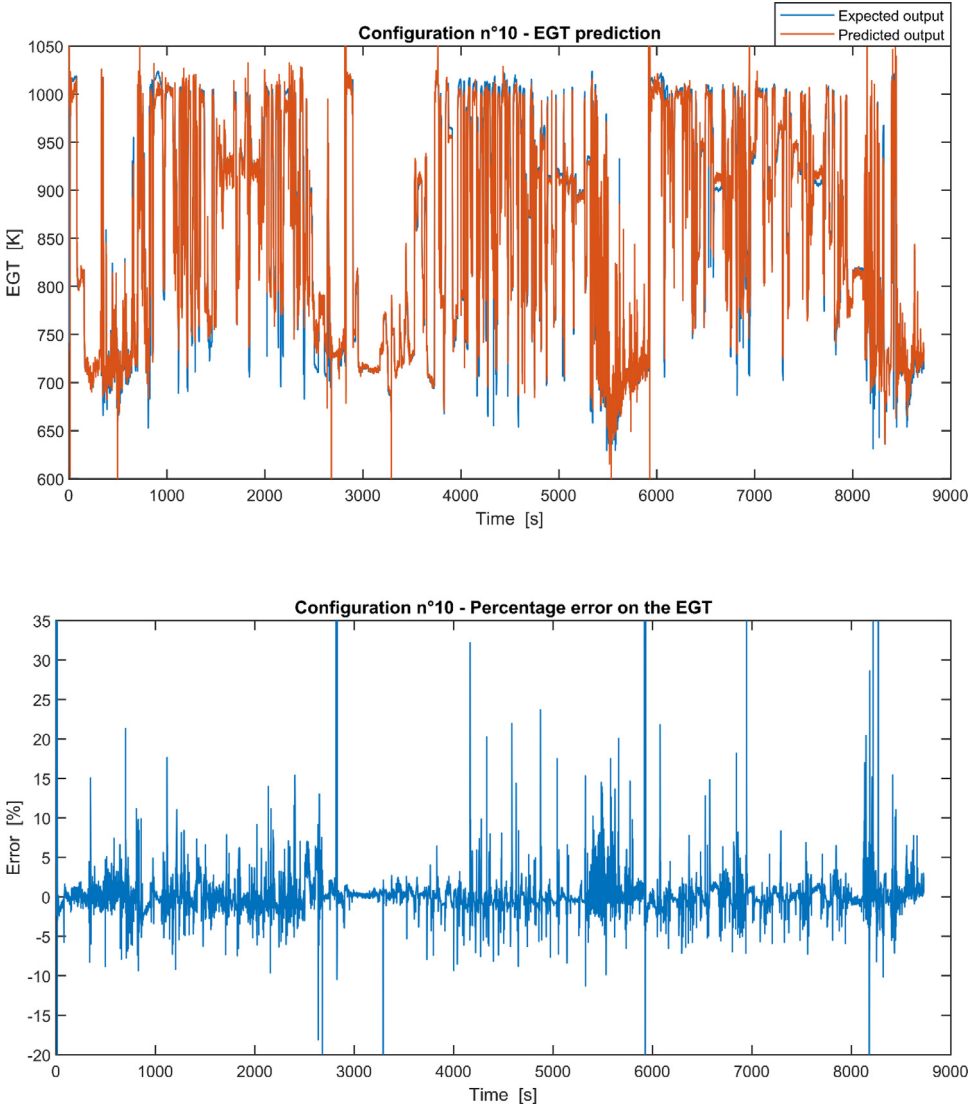 Configuration n°10 - EGT prediction
Expected output
Predicted output
EGT [K]
1050
1000
950
900
850
800
750
700
650
600
0 1000 2000 3000 4000 5000 6000 7000 8000 9000
Time [s]
Configuration n°10 - Percentage error on the EGT
Error [%]
35
30
25
20
15
10
5
0
-5
-10
-15
-20
0 1000 2000 3000 4000 5000 6000 7000 8000 9000
Time [s]